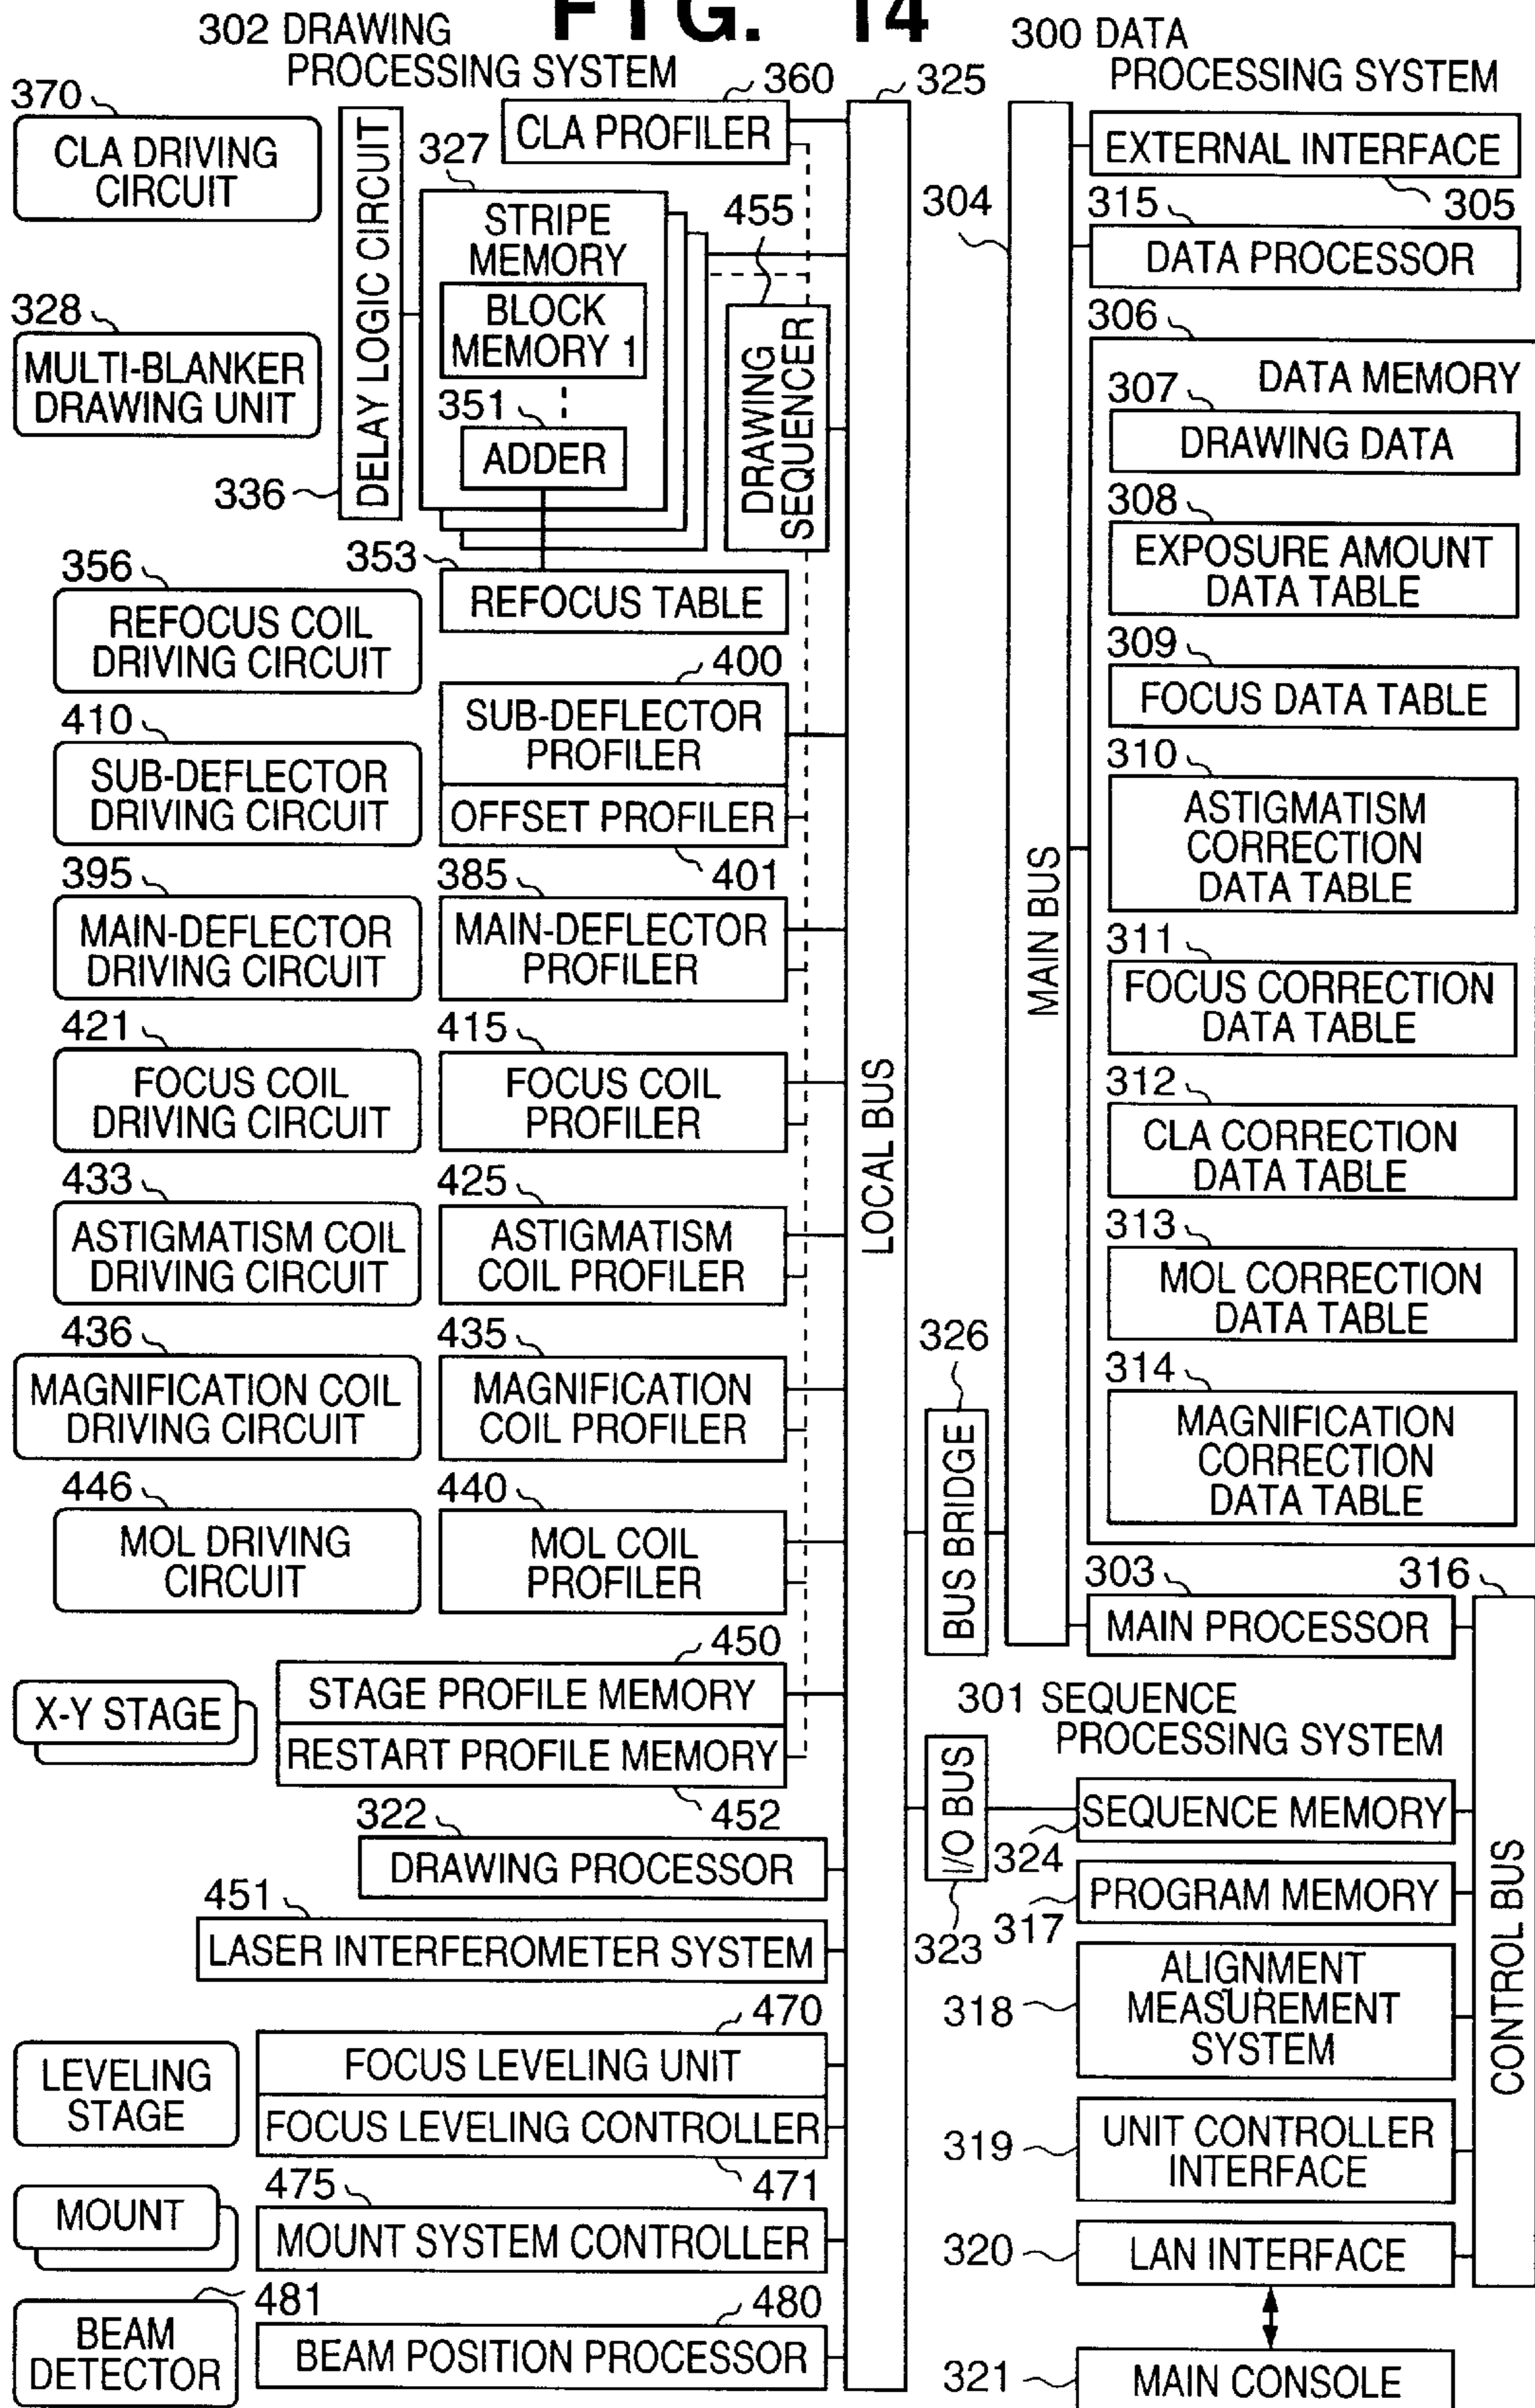 FIG. 14
302 DRAWING
PROCESSING SYSTEM
370
CLA DRIVING
CIRCUIT
328
MULTI-BLANKER
DRAWING UNIT
336
DELAY LOGIC CIRCUIT
360
CLA PROFILER
327
STRIPE
MEMORY
BLOCK
MEMORY 1
351
ADDER
455
DRAWING
SEQUENCER
353
REFOCUS TABLE
356
REFOCUS COIL
DRIVING CIRCUIT
400
SUB-DEFLECTOR
PROFILER
OFFSET PROFILER
401
410
SUB-DEFLECTOR
DRIVING CIRCUIT
395
MAIN-DEFLECTOR
DRIVING CIRCUIT
385
MAIN-DEFLECTOR
PROFILER
421
FOCUS COIL
DRIVING CIRCUIT
415
FOCUS COIL
PROFILER
433
ASTIGMATISM COIL
DRIVING CIRCUIT
425
ASTIGMATISM
COIL PROFILER
436
MAGNIFICATION COIL
DRIVING CIRCUIT
435
MAGNIFICATION
COIL PROFILER
446
MOL DRIVING
CIRCUIT
440
MOL COIL
PROFILER
X-Y STAGE
450
STAGE PROFILE MEMORY
RESTART PROFILE MEMORY
452
322
DRAWING PROCESSOR
451
LASER INTERFEROMETER SYSTEM
LEVELING
STAGE
470
FOCUS LEVELING UNIT
FOCUS LEVELING CONTROLLER
471
MOUNT
475
MOUNT SYSTEM CONTROLLER
481
BEAM
DETECTOR
480
BEAM POSITION PROCESSOR
325
LOCAL BUS
326
BUS BRIDGE
I/O BUS
323
300 DATA
PROCESSING SYSTEM
304
MAIN BUS
EXTERNAL INTERFACE
305
315
DATA PROCESSOR
306
DATA MEMORY
307
DRAWING DATA
308
EXPOSURE AMOUNT
DATA TABLE
309
FOCUS DATA TABLE
310
ASTIGMATISM
CORRECTION
DATA TABLE
311
FOCUS CORRECTION
DATA TABLE
312
CLA CORRECTION
DATA TABLE
313
MOL CORRECTION
DATA TABLE
314
MAGNIFICATION
CORRECTION
DATA TABLE
303
MAIN PROCESSOR
316
CONTROL BUS
301 SEQUENCE
PROCESSING SYSTEM
SEQUENCE MEMORY
324
PROGRAM MEMORY
317
318
ALIGNMENT
MEASUREMENT
SYSTEM
319
UNIT CONTROLLER
INTERFACE
320
LAN INTERFACE
321
MAIN CONSOLE